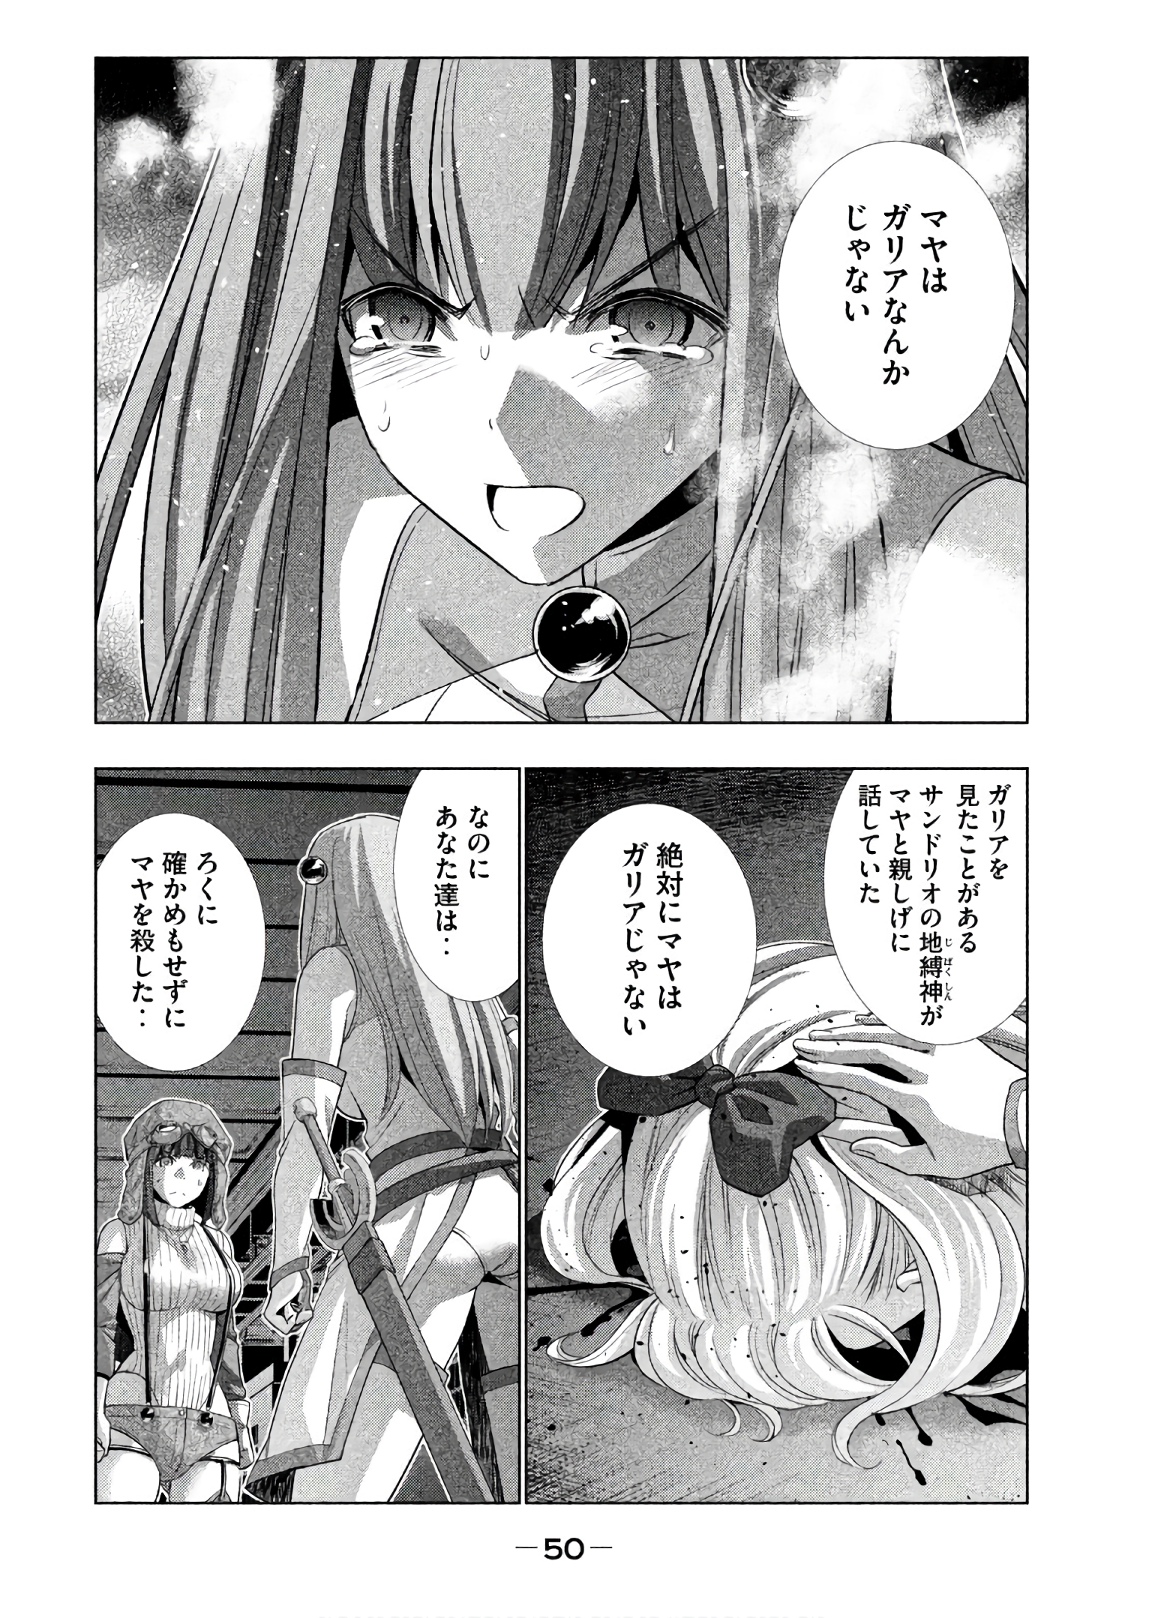 マヤは
ガリアなんか
じゃない
ガリアを
見たことがある
サンドリオの地縛神が
じばくしん
マヤと親しげに
話していた
絶対にマヤは
ガリアじゃない
なのに
あなた達は‥
ろくに
確かめもせずに
マヤを殺した‥
—50—